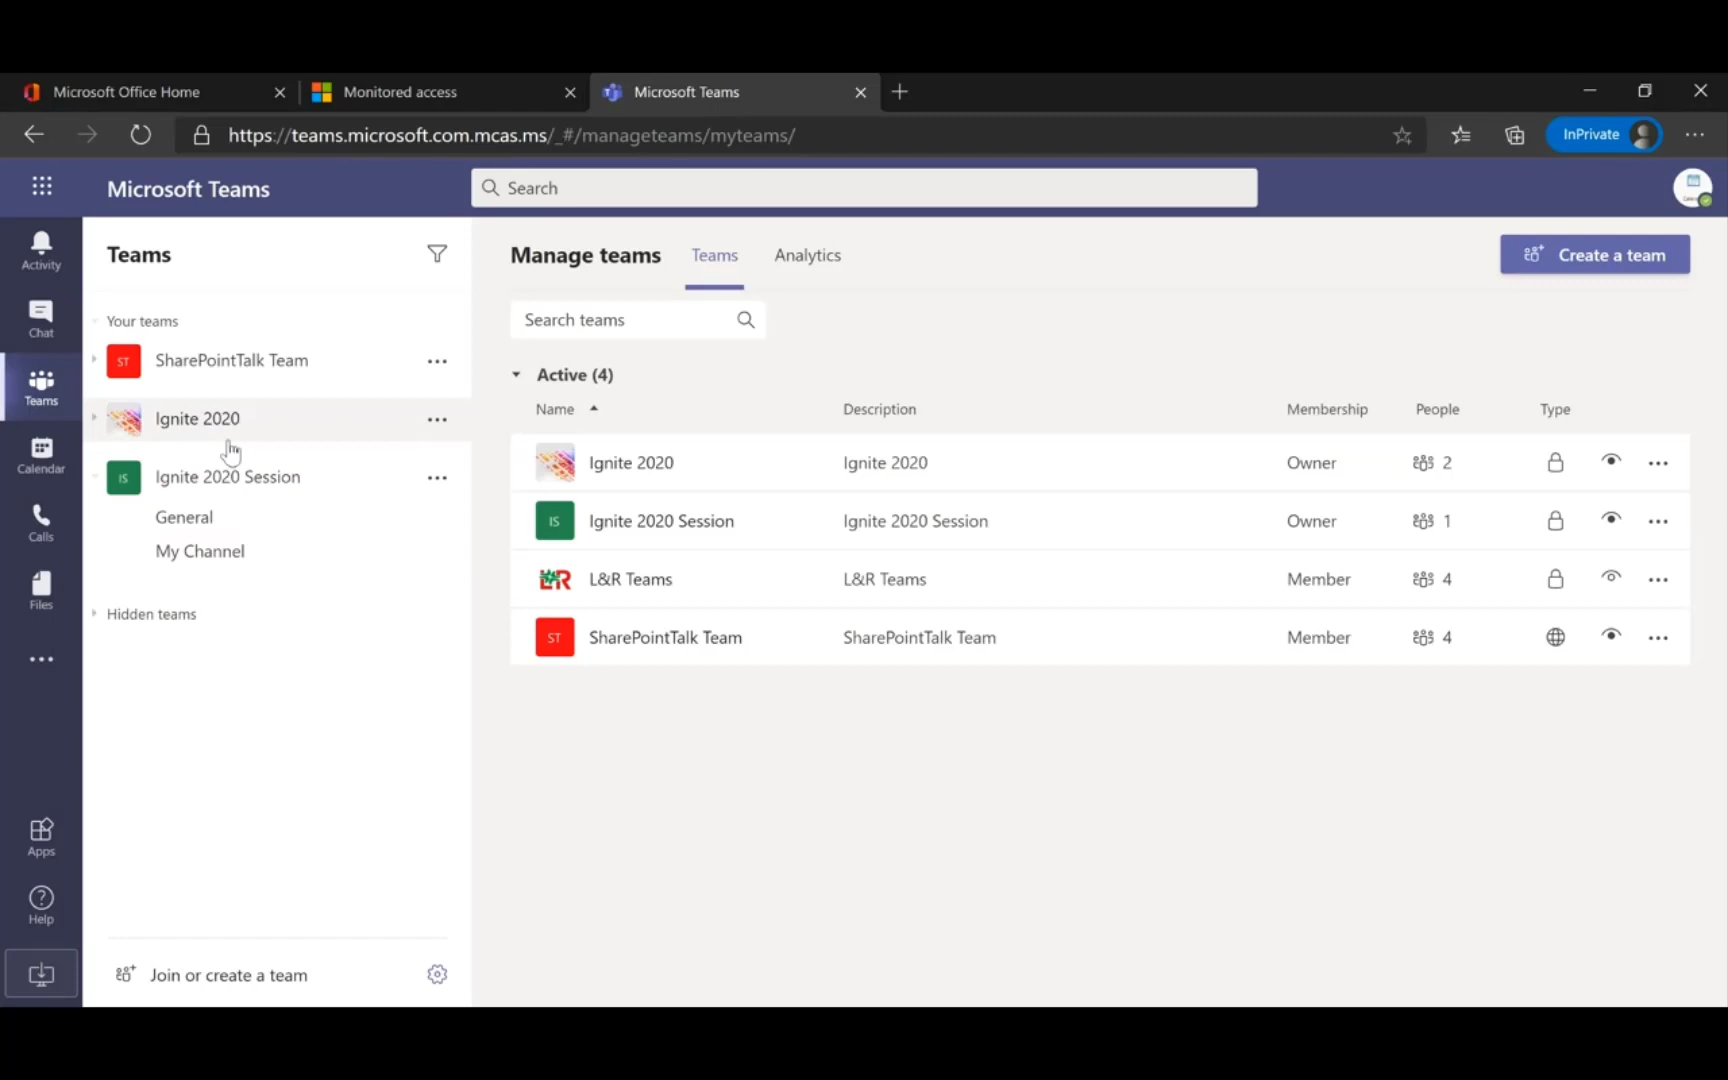 Microsoft Office Home
Monitored access
Microsoft Teams
https://teams.microsoft.com.mcas.ms/_#/manageteams/myteams/
InPrivate
Microsoft Teams
Search
Activity
Chat
Teams
Calendar
Calls
Files
Apps
Help
Teams
Your teams
ST SharePointTalk Team
Ignite 2020
IS Ignite 2020 Session
General
My Channel
Hidden teams
Join or create a team
Manage teams Teams Analytics
Create a team
Search teams
Active (4)
Name Description Membership People Type
Ignite 2020 Ignite 2020 Owner 2
IS Ignite 2020 Session Ignite 2020 Session Owner 1
L&R L&R Teams L&R Teams Member 4
ST SharePointTalk Team SharePointTalk Team Member 4